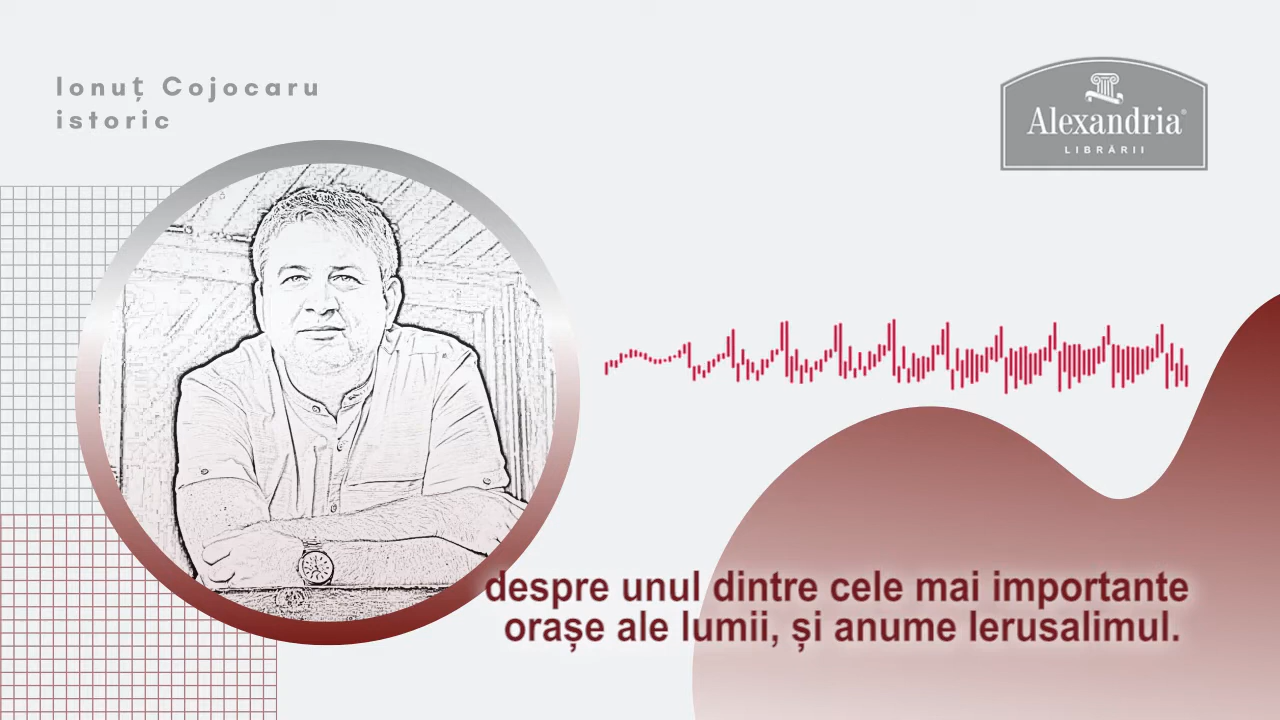 Ionuț Cojocaru
istoric
Alexandria®
LIBRĂRII
despre unul dintre cele mai importante
orașe ale lumii, și anume Ierusalimul.